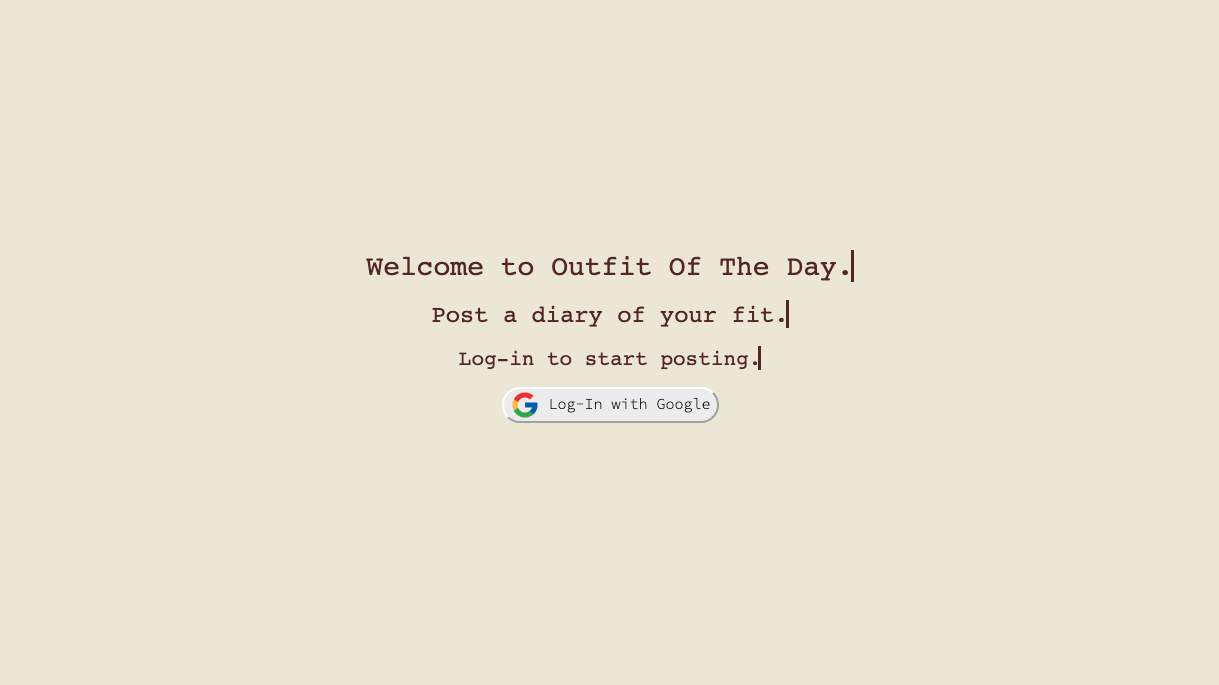 Welcome to Outfit Of The Day.
Post a diary of your fit.
Log-in to start posting.
Log-In with Google